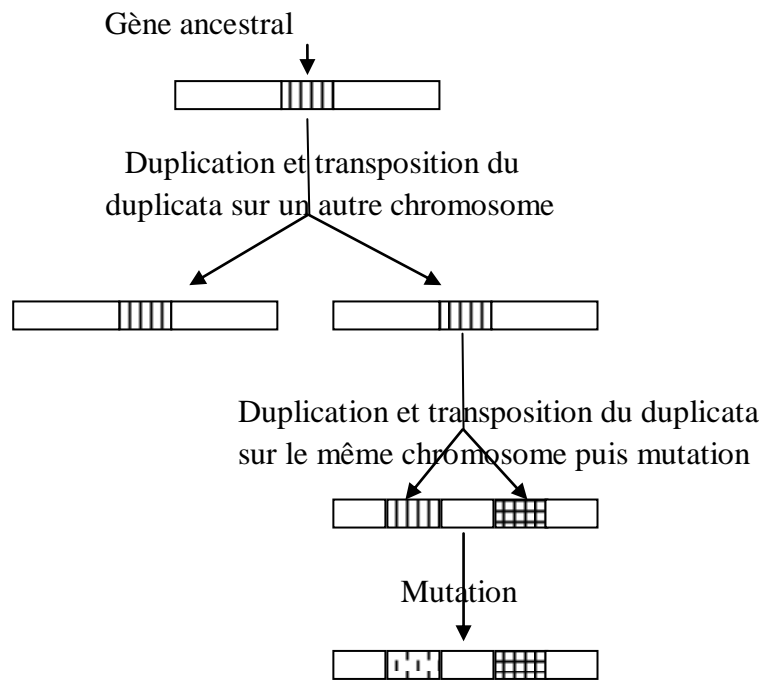 Gène ancestral
Duplication et transposition du
duplicata sur un autre chromosome
Duplication et transposition du duplicata
sur le même chromosome puis mutation
Mutation